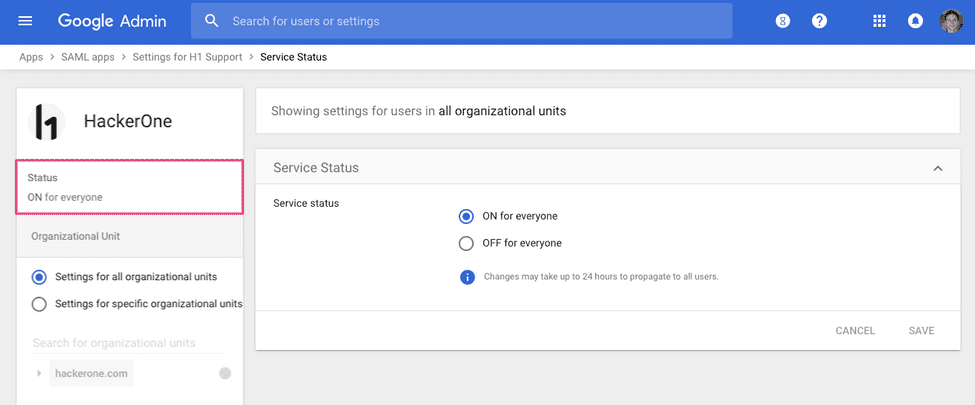 Google Admin
Search for users or settings
Apps > SAML apps > Settings for H1 Support > Service Status
h1
HackerOne
Status
ON for everyone
Organizational Unit
Settings for all organizational units
Settings for specific organizational units
Search for organizational units
hackerone.com
Showing settings for users in all organizational units
Service Status
Service status
ON for everyone
OFF for everyone
Changes may take up to 24 hours to propagate to all users.
CANCEL SAVE